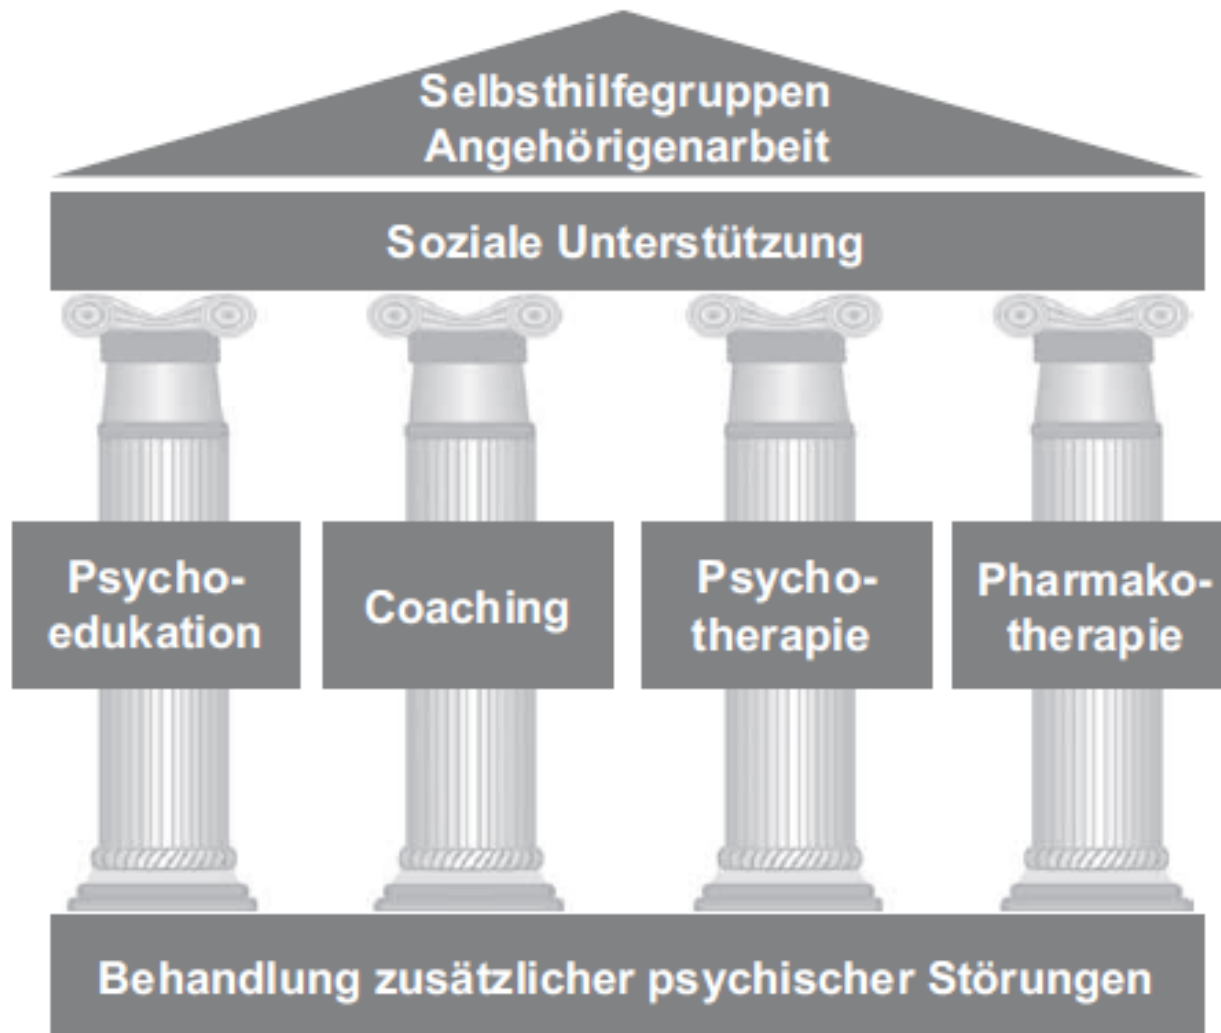 Selbsthilfegruppen
Angehörigenarbeit
Soziale Unterstützung
Psycho-
edukation
Coaching
Psycho-
therapie
Pharmako-
therapie
Behandlung zusätzlicher psychischer Störungen